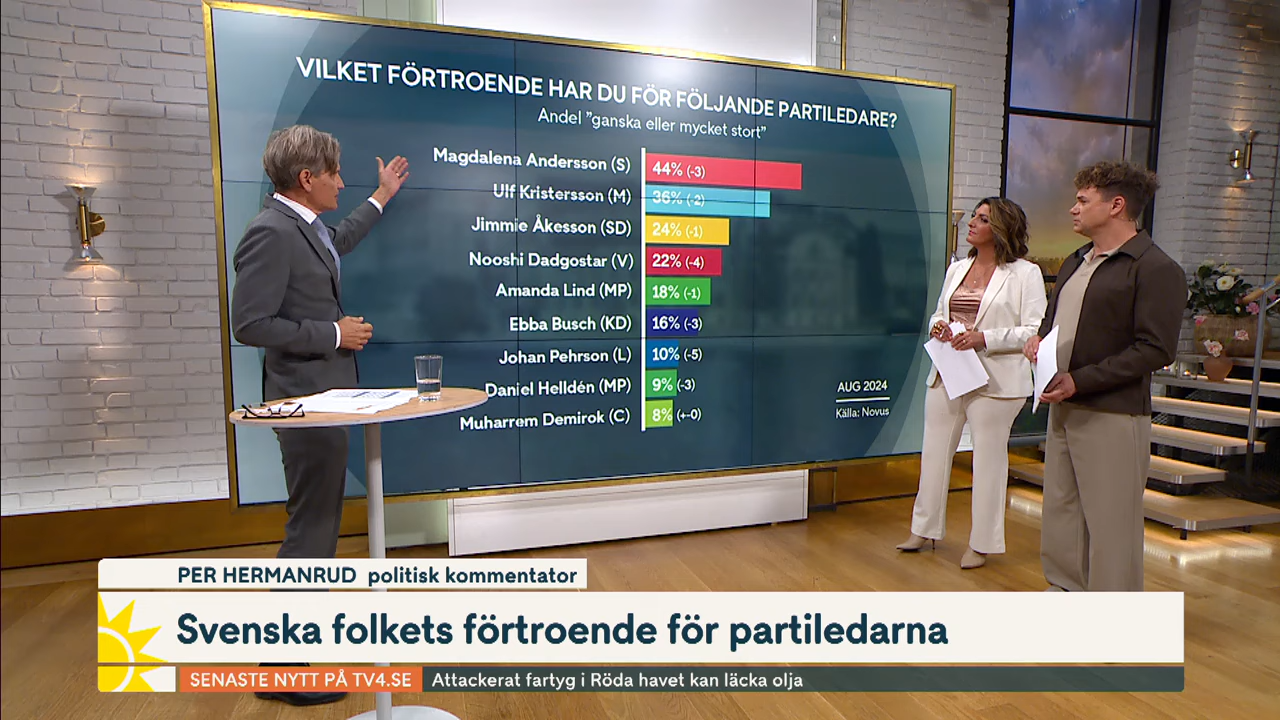 VILKET FÖRTROENDE HAR DU FÖR FÖLJANDE PARTILEDARE?
Andel "ganska eller mycket stort"
Magdalena Andersson (S) 44% (-3)
Ulf Kristersson (M) 36% (-2)
Jimmie Åkesson (SD) 24% (-1)
Nooshi Dadgostar (V) 22% (-4)
Amanda Lind (MP) 18% (-1)
Ebba Busch (KD) 16% (-3)
Johan Pehrson (L) 10% (-5)
Daniel Helldén (MP) 9% (-3)
Muharrem Demirok (C) 8% (+-0)
AUG 2024
Källa: Novus
PER HERMANRUD politisk kommentator
Svenska folkets förtroende för partiledarna
SENASTE NYTT PÅ TV4.SE Attackerat fartyg i Röda havet kan läcka olja